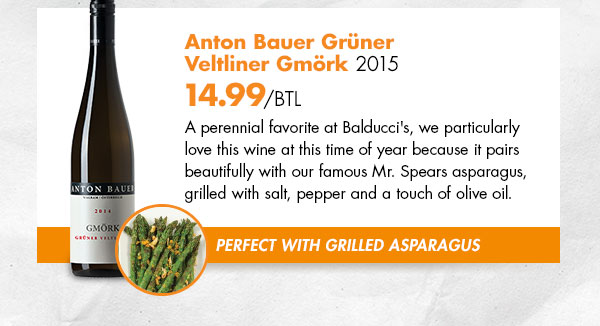 Anton Bauer Grüner
Veltliner Gmörk 2015
14.99/BTL
A perennial favorite at Balducci's, we particularly
love this wine at this time of year because it pairs
beautifully with our famous Mr. Spears asparagus,
grilled with salt, pepper and a touch of olive oil.
PERFECT WITH GRILLED ASPARAGUS
ANTON BAUER
2014
GMÖRK
GRÜNER